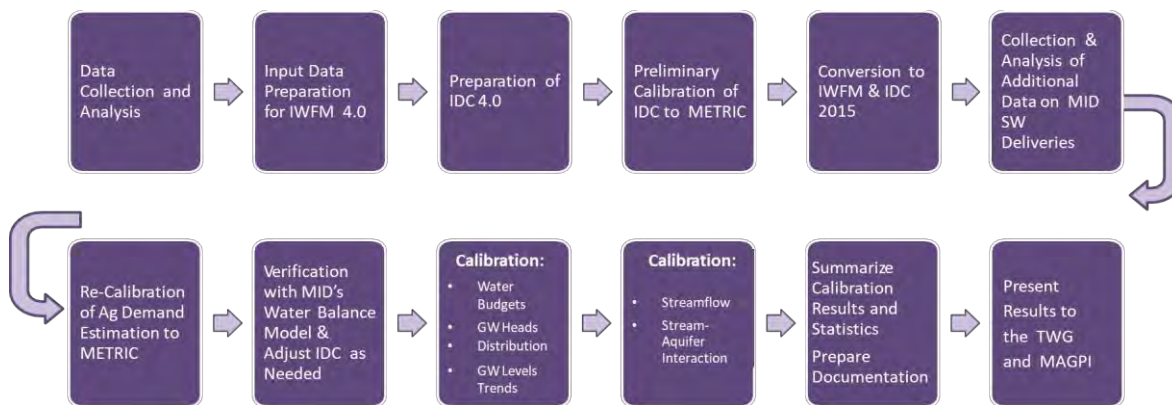 Data
Collection and
Analysis
Input Data
Preparation
for IWFM 4.0
Preparation of
IDC 4.0
Preliminary
Calibration of
IDC to METRIC
Conversion to
IWFM & IDC
2015
Collection &
Analysis of
Additional
Data on MID
SW
Deliveries
Re-Calibration
of Ag Demand
Estimation to
METRIC
Verification
with MID's
Water Balance
Model &
Adjust IDC as
Needed
Calibration:
• Water
Budgets
• GW Heads
• Distribution
• GW Levels
Trends
Calibration:
• Streamflow
• Stream-
Aquifer
Interaction
Summarize
Calibration
Results and
Statistics
Prepare
Documentation
Present
Results to
the TWG
and MAGPI